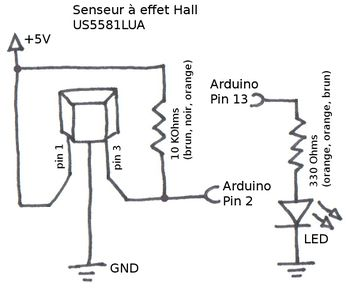 Senseur à effet Hall
US5581LUA
+5V
Arduino
Pin 13
10 KOhms
(brun, noir, orange)
330 Ohms
(orange, orange, brun)
pin 1
pin 3
Arduino
Pin 2
LED
GND